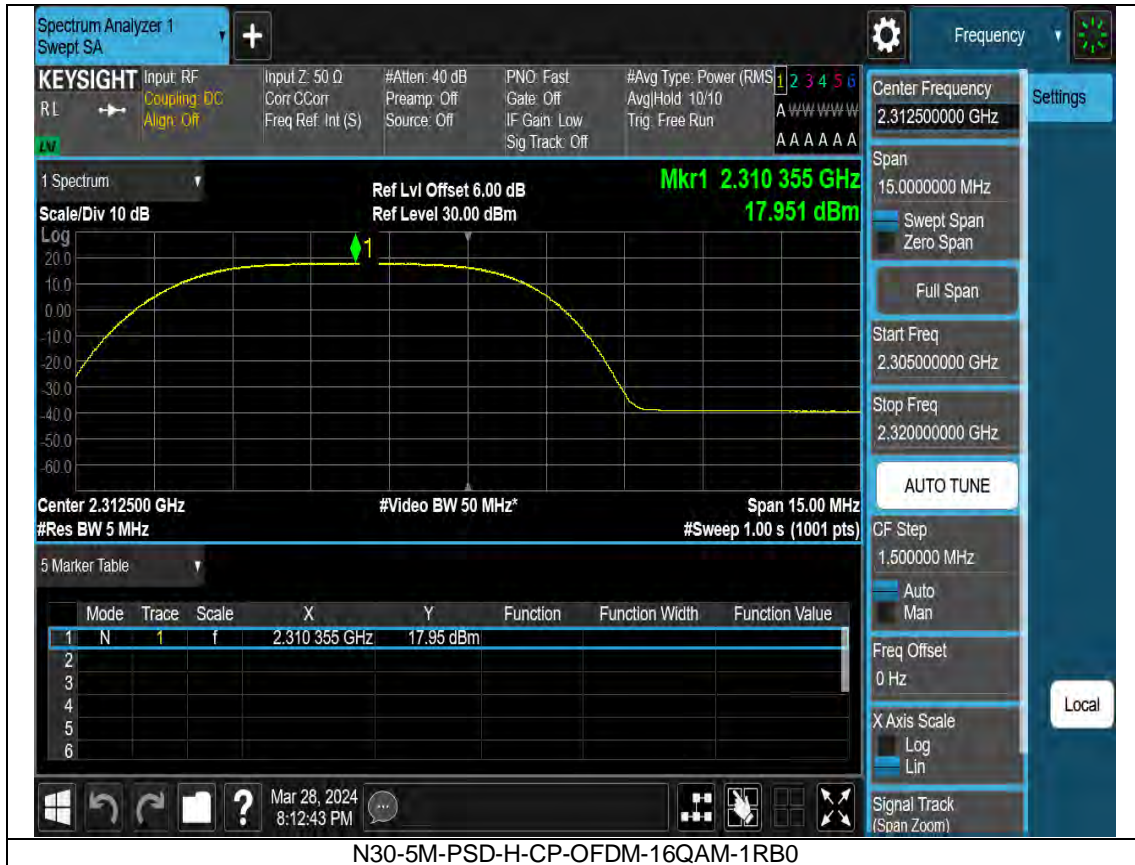 Spectrum Analyzer 1
Swept SA
Frequency
KEYSIGHT
RL
Input: RF
Coupling: DC
Align: Off
Input Z: 50 Ω
Corr CCorr
Freq Ref: Int (S)
#Atten: 40 dB
Preamp: Off
Source: Off
PNO: Fast
Gate: Off
IF Gain: Low
Sig Track: Off
#Avg Type: Power (RMS
Avg|Hold: 10/10
Trig: Free Run
1 2 3 4 5 6
A W W W W W
A A A A A A
1 Spectrum
Scale/Div 10 dB
Ref Lvl Offset 6.00 dB
Ref Level 30.00 dBm
Mkr1 2.310 355 GHz
17.951 dBm
Log
1
20.0
10.0
0.00
-10.0
-20.0
-30.0
-40.0
-50.0
-60.0
Center 2.312500 GHz
#Video BW 50 MHz*
Span 15.00 MHz
#Res BW 5 MHz
#Sweep 1.00 s (1001 pts)
5 Marker Table
Mode Trace Scale X Y Function Function Width Function Value
1 N 1 f 2.310 355 GHz 17.95 dBm
2
3
4
5
6
Mar 28, 2024
8:12:43 PM
Center Frequency
2.312500000 GHz
Settings
Span
15.0000000 MHz
Swept Span
Zero Span
Full Span
Start Freq
2.305000000 GHz
Stop Freq
2.320000000 GHz
AUTO TUNE
CF Step
1.500000 MHz
Auto
Man
Freq Offset
0 Hz
X Axis Scale
Log
Lin
Local
Signal Track
(Span Zoom)
N30-5M-PSD-H-CP-OFDM-16QAM-1RB0